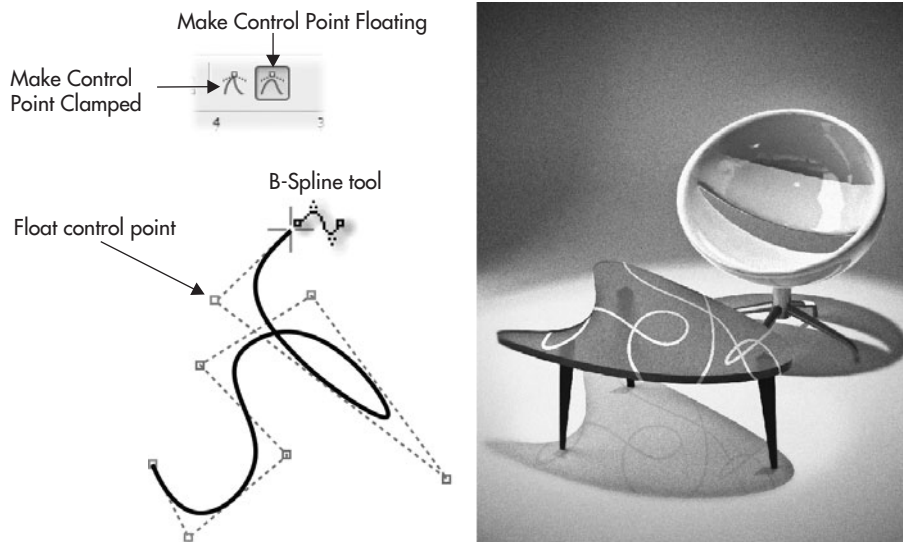 Make Control Point Floating
Make Control
Point Clamped
4
3
B-Spline tool
Float control point